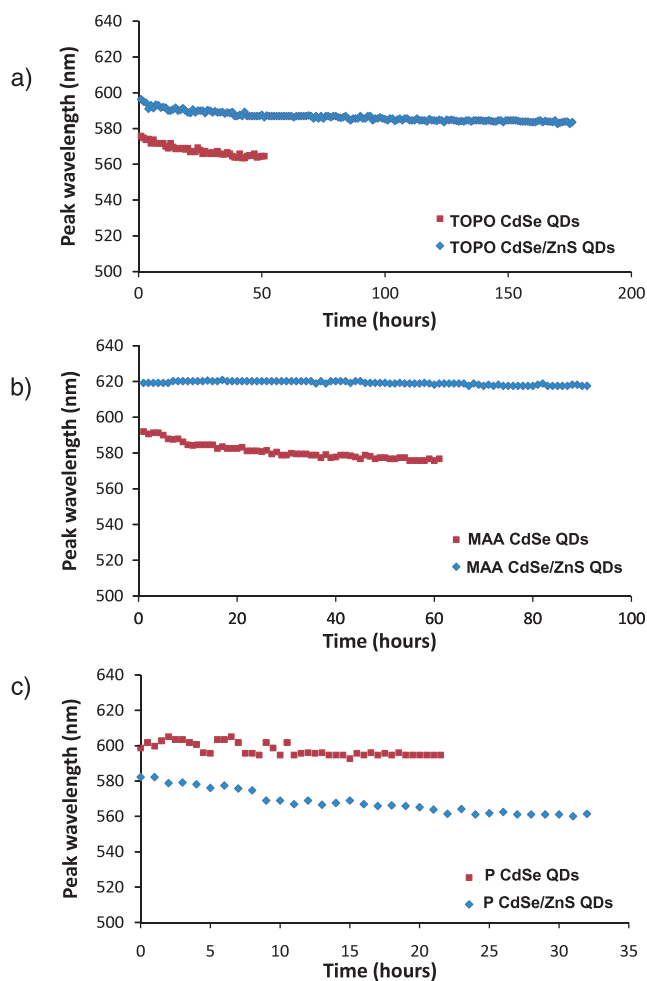 a)
Peak wavelength (nm)
640
620
600
580
560
540
520
500
TOPO CdSe QDs
TOPO CdSe/ZnS QDs
0
50
100
150
200
Time (hours)
b)
Peak wavelength (nm)
640
620
600
580
560
540
520
500
MAA CdSe QDs
MAA CdSe/ZnS QDs
0
20
40
60
80
100
Time (hours)
c)
Peak wavelength (nm)
640
620
600
580
560
540
520
500
P CdSe QDs
P CdSe/ZnS QDs
0
5
10
15
20
25
30
35
Time (hours)